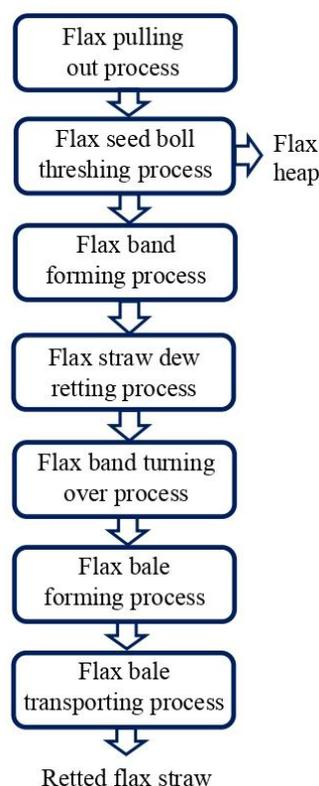 Flax pulling
out process
Flax seed boll
threshing process
Flax
heap
Flax band
forming process
Flax straw dew
retting process
Flax band turning
over process
Flax bale
forming process
Flax bale
transporting process
Retted flax straw